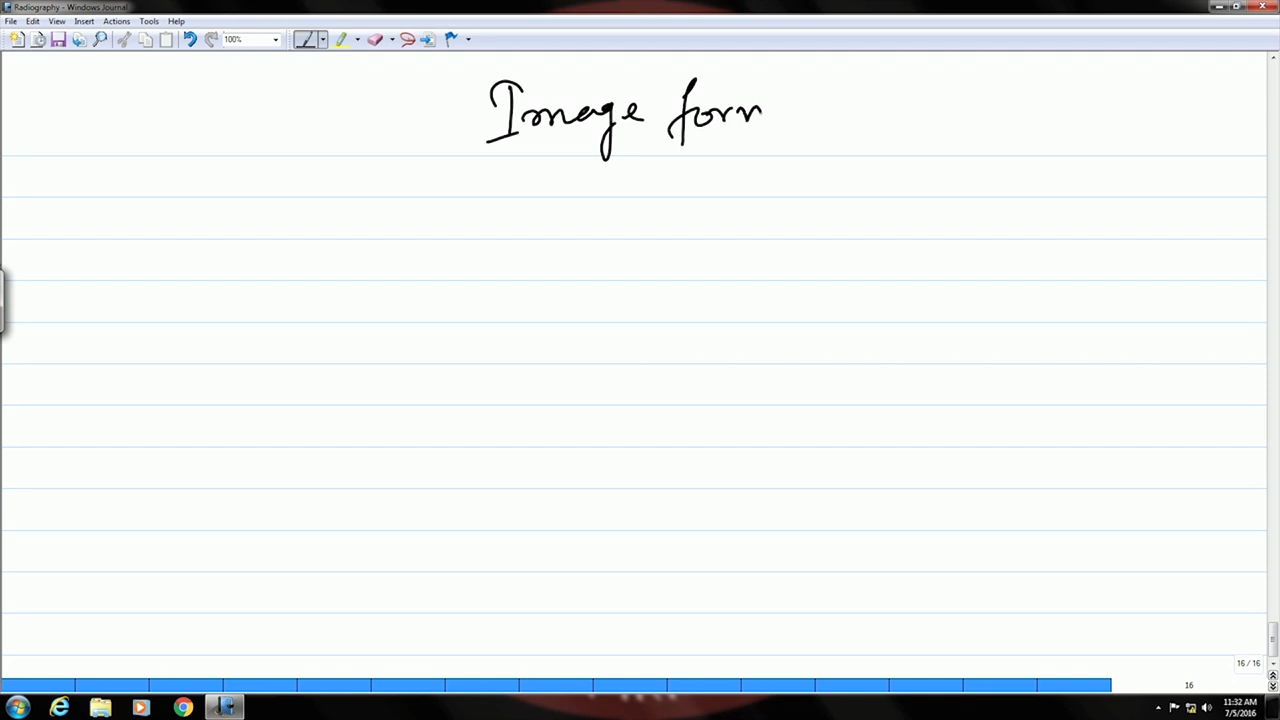 Radiography - Windows Journal
File Edit View Insert Actions Tools Help
100%
Image form
16 / 16
16
11:32 AM
7/5/2016